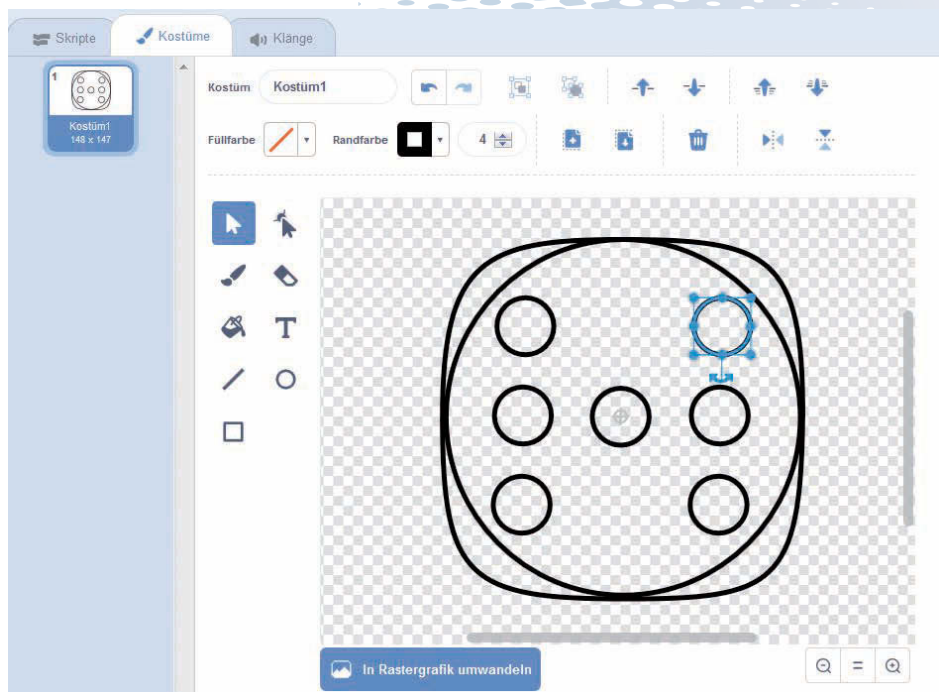 Skripte Kostüme Klänge
1
Kostüm1
148 x 147
Kostüm Kostüm1
Füllfarbe Randfarbe 4
T
In Rastergrafik umwandeln
=